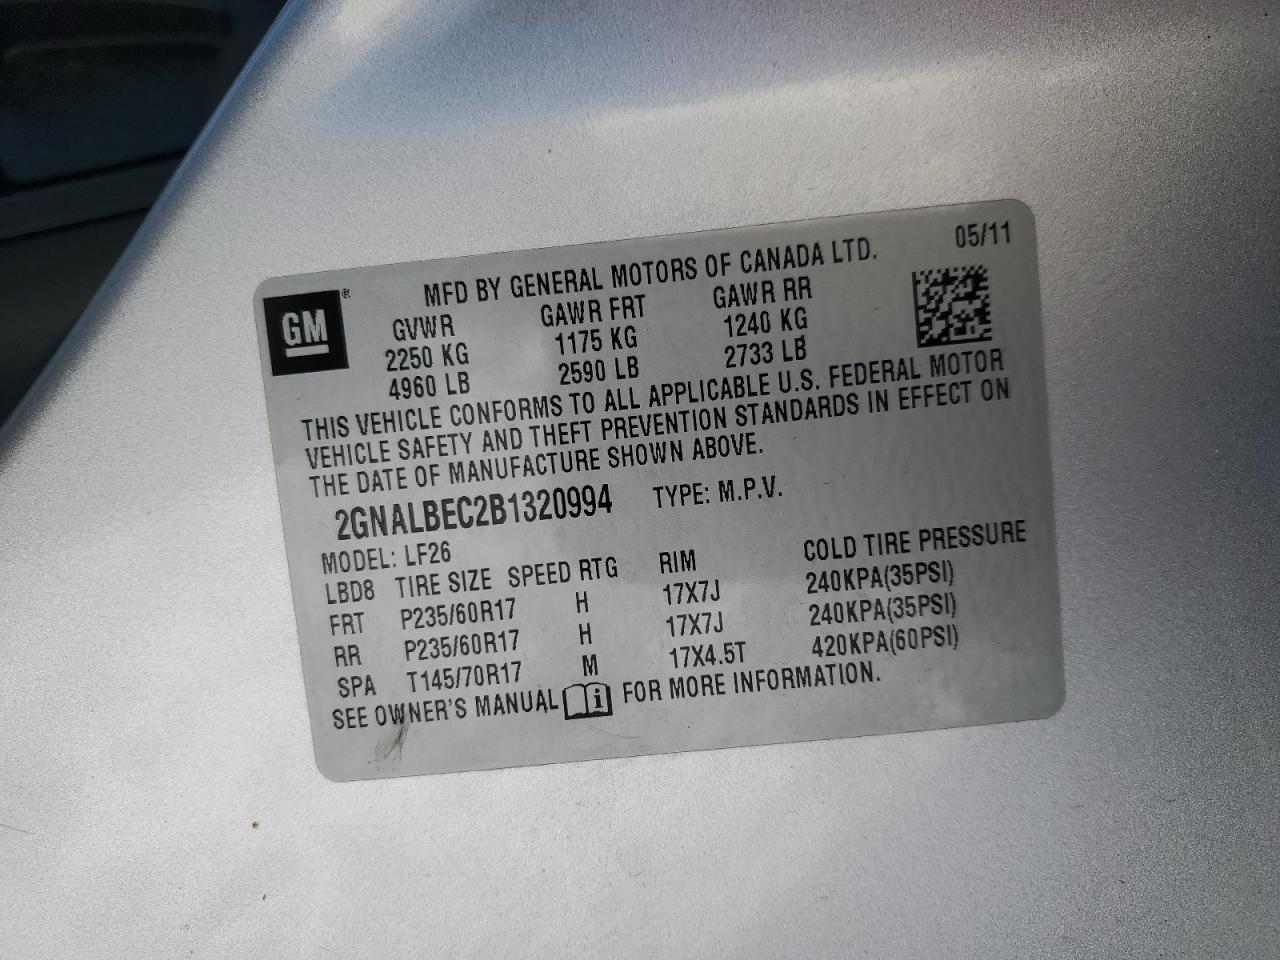 MFD BY GENERAL MOTORS OF CANADA LTD. 05/11
GM ®
GVWR GAWR FRT GAWR RR
2250 KG 1175 KG 1240 KG
4960 LB 2590 LB 2733 LB
THIS VEHICLE CONFORMS TO ALL APPLICABLE U.S. FEDERAL MOTOR
VEHICLE SAFETY AND THEFT PREVENTION STANDARDS IN EFFECT ON
THE DATE OF MANUFACTURE SHOWN ABOVE.
2GNALBEC2B1320994 TYPE: M.P.V.
MODEL: LF26
LBD8 TIRE SIZE SPEED RTG RIM COLD TIRE PRESSURE
FRT P235/60R17 H 17X7J 240KPA(35PSI)
RR P235/60R17 H 17X7J 240KPA(35PSI)
SPA T145/70R17 M 17X4.5T 420KPA(60PSI)
SEE OWNER'S MANUAL i FOR MORE INFORMATION.